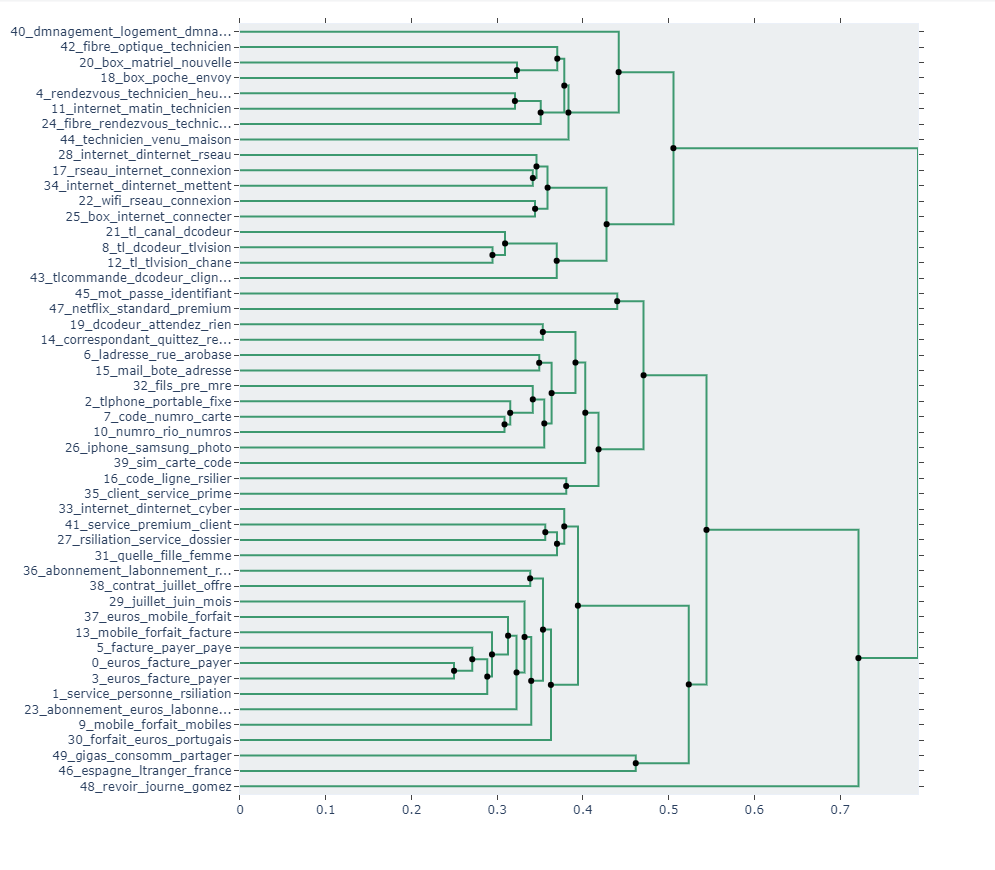 40_dmnagement_logement_dmna...
42_fibre_optique_technicien
20_box_matriel_nouvelle
18_box_poche_envoy
4_rendezvous_technicien_heu...
11_internet_matin_technicien
24_fibre_rendezvous_technic...
44_technicien_venu_maison
28_internet_dinternet_rseau
17_rseau_internet_connexion
34_internet_dinternet_mettent
22_wifi_rseau_connexion
25_box_internet_connecter
21_tl_canal_dcodeur
8_tl_dcodeur_tlvision
12_tl_tlvision_chane
43_tlcommande_dcodeur_clign...
45_mot_passe_identifiant
47_netflix_standard_premium
19_dcodeur_attendez_rien
14_correspondant_quittez_re...
6_ladresse_rue_arobase
15_mail_bote_adresse
32_fils_pre_mre
2_tlphone_portable_fixe
7_code_numro_carte
10_numro_rio_numros
26_iphone_samsung_photo
39_sim_carte_code
16_code_ligne_rsilier
35_client_service_prime
33_internet_dinternet_cyber
41_service_premium_client
27_rsiliation_service_dossier
31_quelle_fille_femme
36_abonnement_labonnement_r...
38_contrat_juillet_offre
29_juillet_juin_mois
37_euros_mobile_forfait
13_mobile_forfait_facture
5_facture_payer_paye
0_euros_facture_payer
3_euros_facture_payer
1_service_personne_rsiliation
23_abonnement_euros_labonne...
9_mobile_forfait_mobiles
30_forfait_euros_portugais
49_gigas_consomm_partager
46_espagne_ltranger_france
48_revoir_journe_gomez
0 0.1 0.2 0.3 0.4 0.5 0.6 0.7